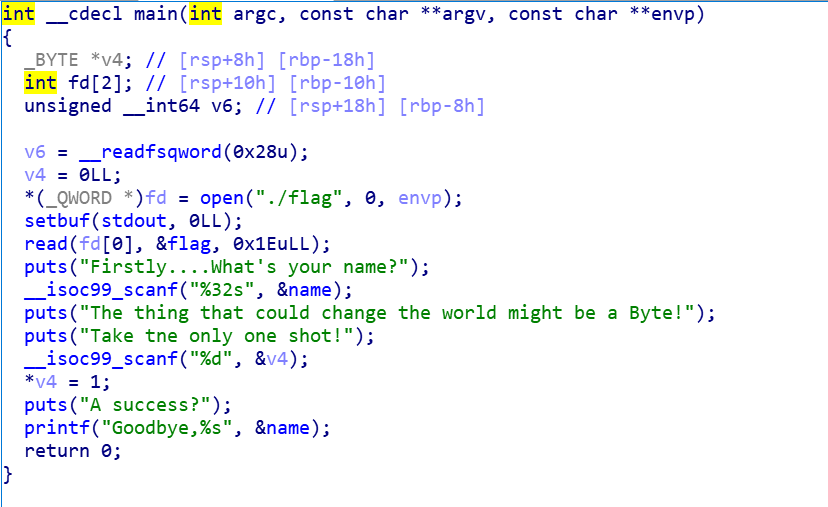 int __cdecl main(int argc, const char **argv, const char **envp)
{
  _BYTE *v4; // [rsp+8h] [rbp-18h]
  int fd[2]; // [rsp+10h] [rbp-10h]
  unsigned __int64 v6; // [rsp+18h] [rbp-8h]

  v6 = __readfsqword(0x28u);
  v4 = 0LL;
  *(_QWORD *)fd = open("./flag", 0, envp);
  setbuf(stdout, 0LL);
  read(fd[0], &flag, 0x1EuLL);
  puts("Firstly....What's your name?");
  __isoc99_scanf("%32s", &name);
  puts("The thing that could change the world might be a Byte!");
  puts("Take tne only one shot!");
  __isoc99_scanf("%d", &v4);
  *v4 = 1;
  puts("A success?");
  printf("Goodbye,%s", &name);
  return 0;
}